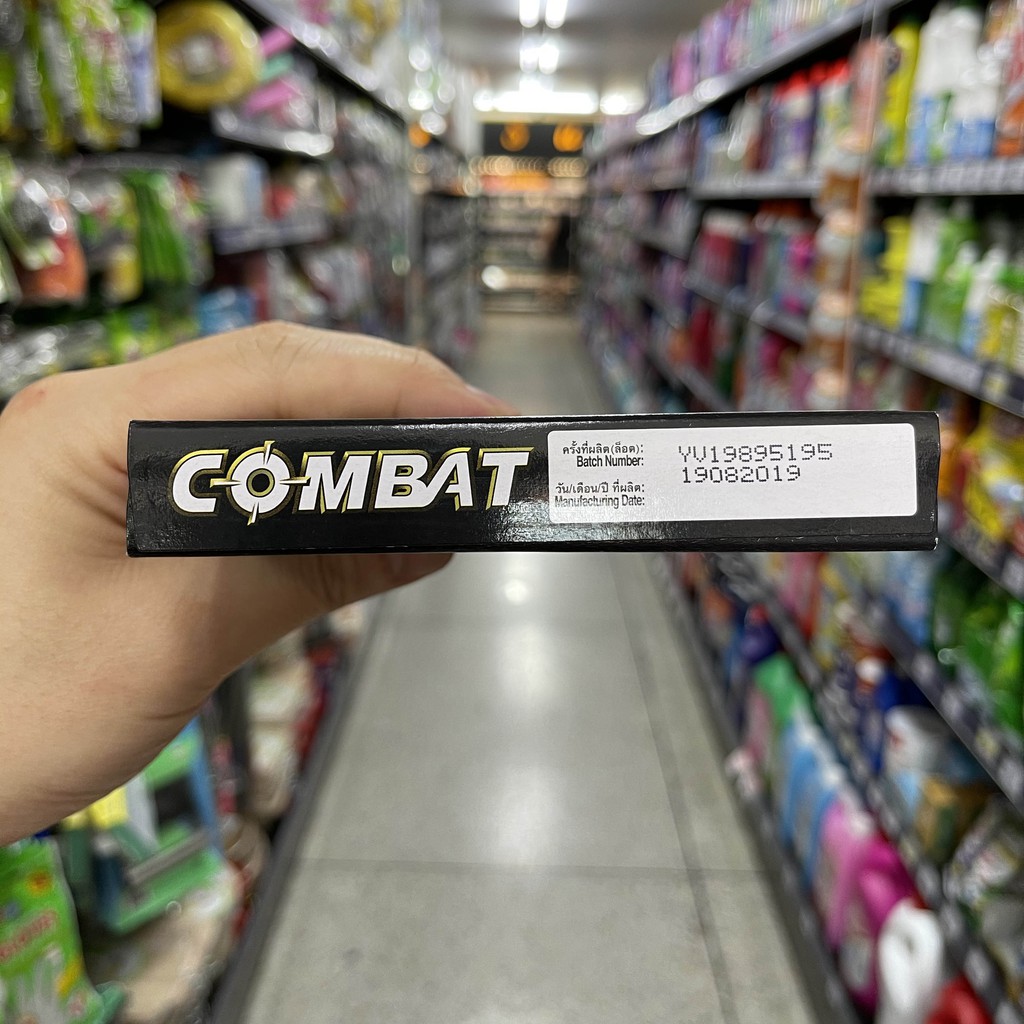 COMBAT
ครั้งที่ผลิต(ล็อต):
Batch Number:
YV19895195
19082019
วัน/เดือน/ปี ที่ผลิต:
Manufacturing Date: